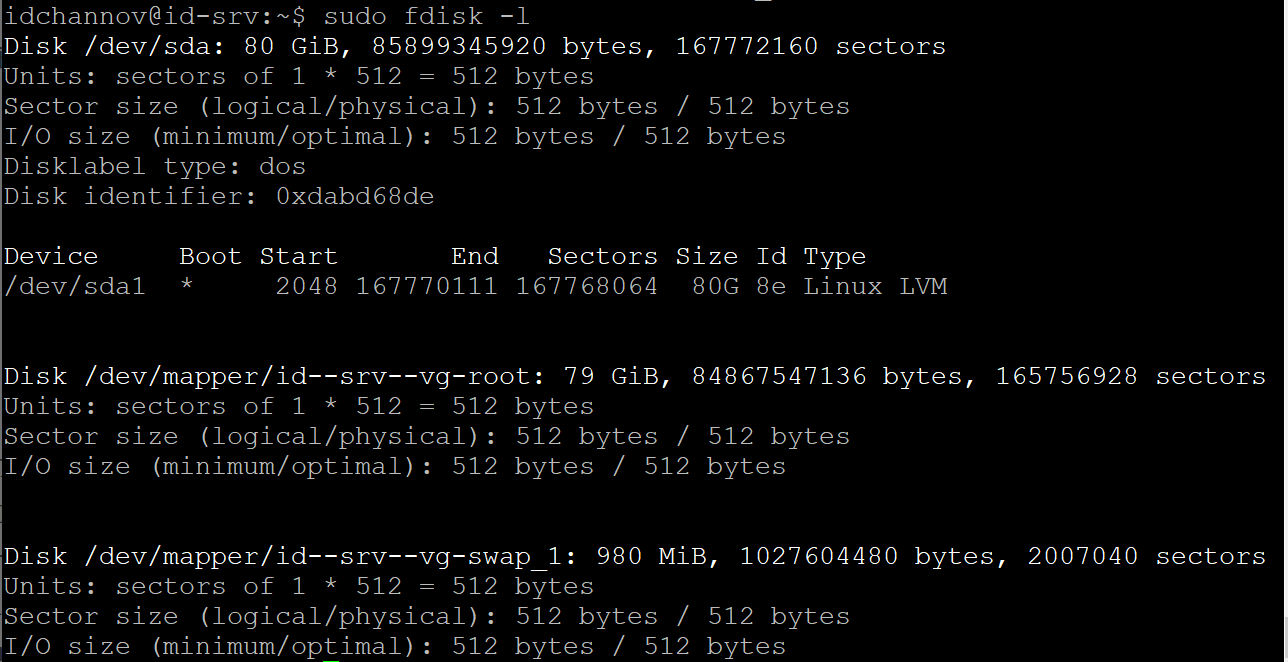 idchannov@id-srv:~$ sudo fdisk -l
Disk /dev/sda: 80 GiB, 85899345920 bytes, 167772160 sectors
Units: sectors of 1 * 512 = 512 bytes
Sector size (logical/physical): 512 bytes / 512 bytes
I/O size (minimum/optimal): 512 bytes / 512 bytes
Disklabel type: dos
Disk identifier: 0xdabd68de
Device     Boot Start       End   Sectors Size Id Type
/dev/sda1  *     2048 167770111 167768064  80G 8e Linux LVM
Disk /dev/mapper/id--srv--vg-root: 79 GiB, 84867547136 bytes, 165756928 sectors
Units: sectors of 1 * 512 = 512 bytes
Sector size (logical/physical): 512 bytes / 512 bytes
I/O size (minimum/optimal): 512 bytes / 512 bytes
Disk /dev/mapper/id--srv--vg-swap_1: 980 MiB, 1027604480 bytes, 2007040 sectors
Units: sectors of 1 * 512 = 512 bytes
Sector size (logical/physical): 512 bytes / 512 bytes
I/O size (minimum/optimal): 512 bytes / 512 bytes